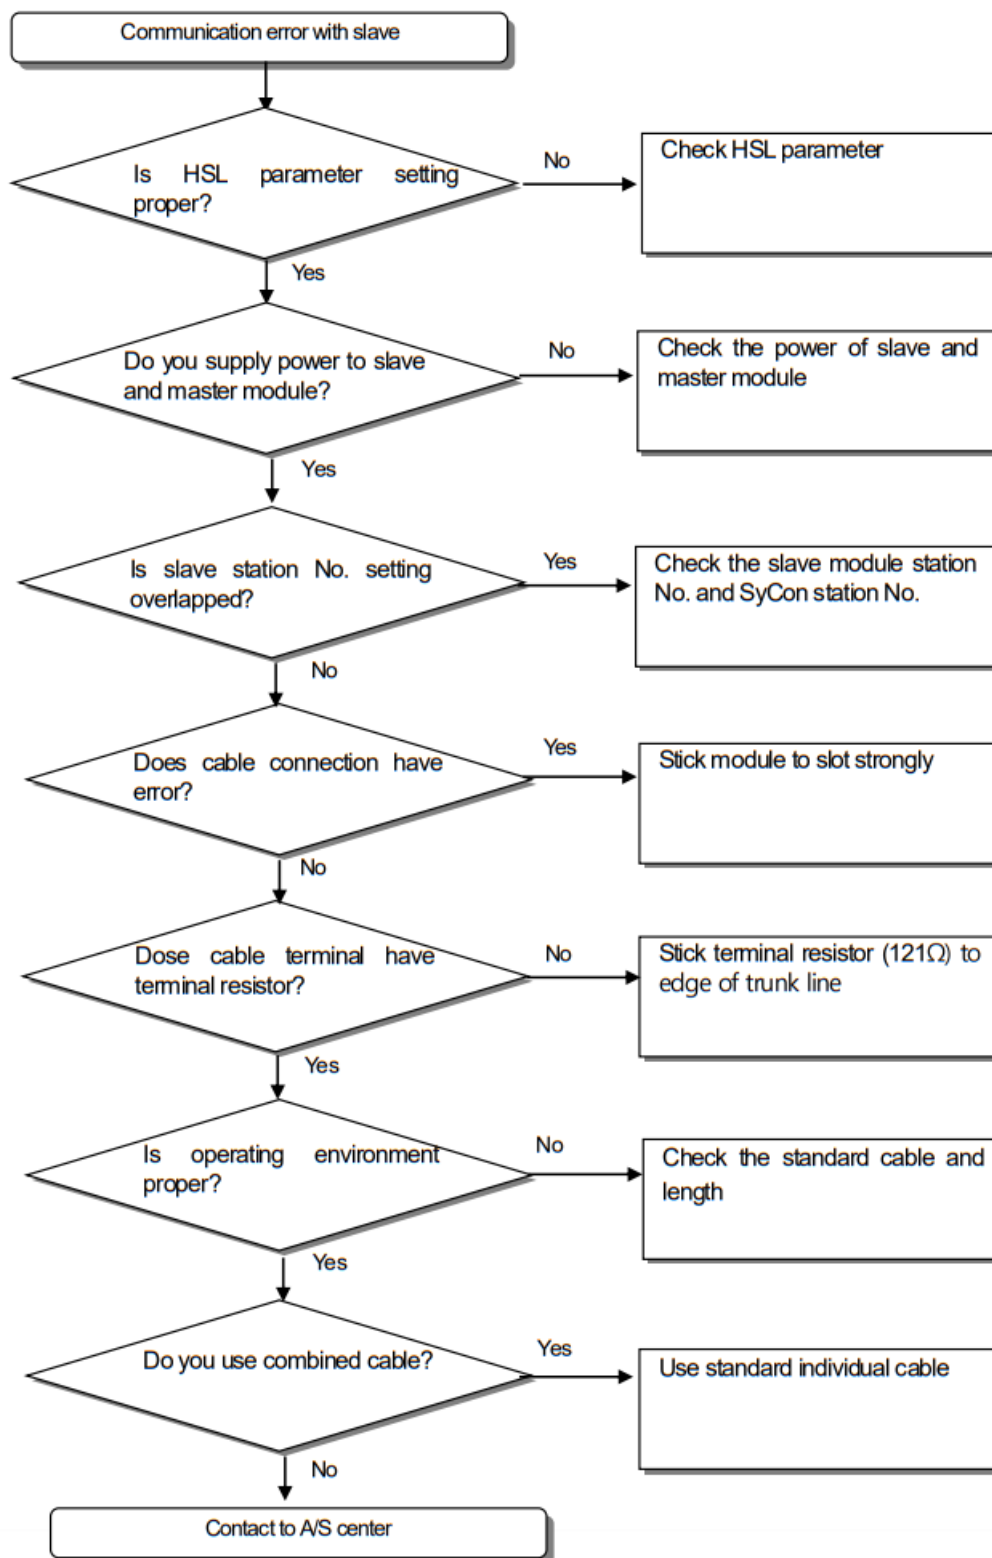 Communication error with slave
Is HSL parameter setting
proper?
No
Check HSL parameter
Yes
Do you supply power to slave
and master module?
No
Check the power of slave and
master module
Yes
Is slave station No. setting
overlapped?
Yes
Check the slave module station
No. and SyCon station No.
No
Does cable connection have
error?
Yes
Stick module to slot strongly
No
Dose cable terminal have
terminal resistor?
No
Stick terminal resistor (121Ω) to
edge of trunk line
Yes
Is operating environment
proper?
No
Check the standard cable and
length
Yes
Do you use combined cable?
Yes
Use standard individual cable
No
Contact to A/S center